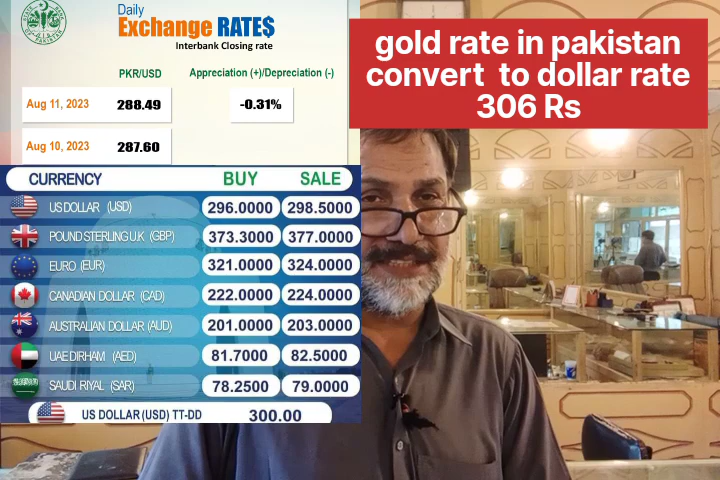 Daily
Exchange RATE$
Interbank Closing rate
PKR/USD Appreciation (+)/Depreciation (-)
Aug 11, 2023 288.49 -0.31%
Aug 10, 2023 287.60
gold rate in pakistan
convert to dollar rate
306 Rs
CURRENCY BUY SALE
US DOLLAR (USD) 296.0000 298.5000
POUND STERLING U.K (GBP) 373.3000 377.0000
EURO (EUR) 321.0000 324.0000
CANADIAN DOLLAR (CAD) 222.0000 224.0000
AUSTRALIAN DOLLAR (AUD) 201.0000 203.0000
UAE DIRHAM (AED) 81.7000 82.5000
SAUDI RIYAL (SAR) 78.2500 79.0000
US DOLLAR (USD) TT-DD 300.00